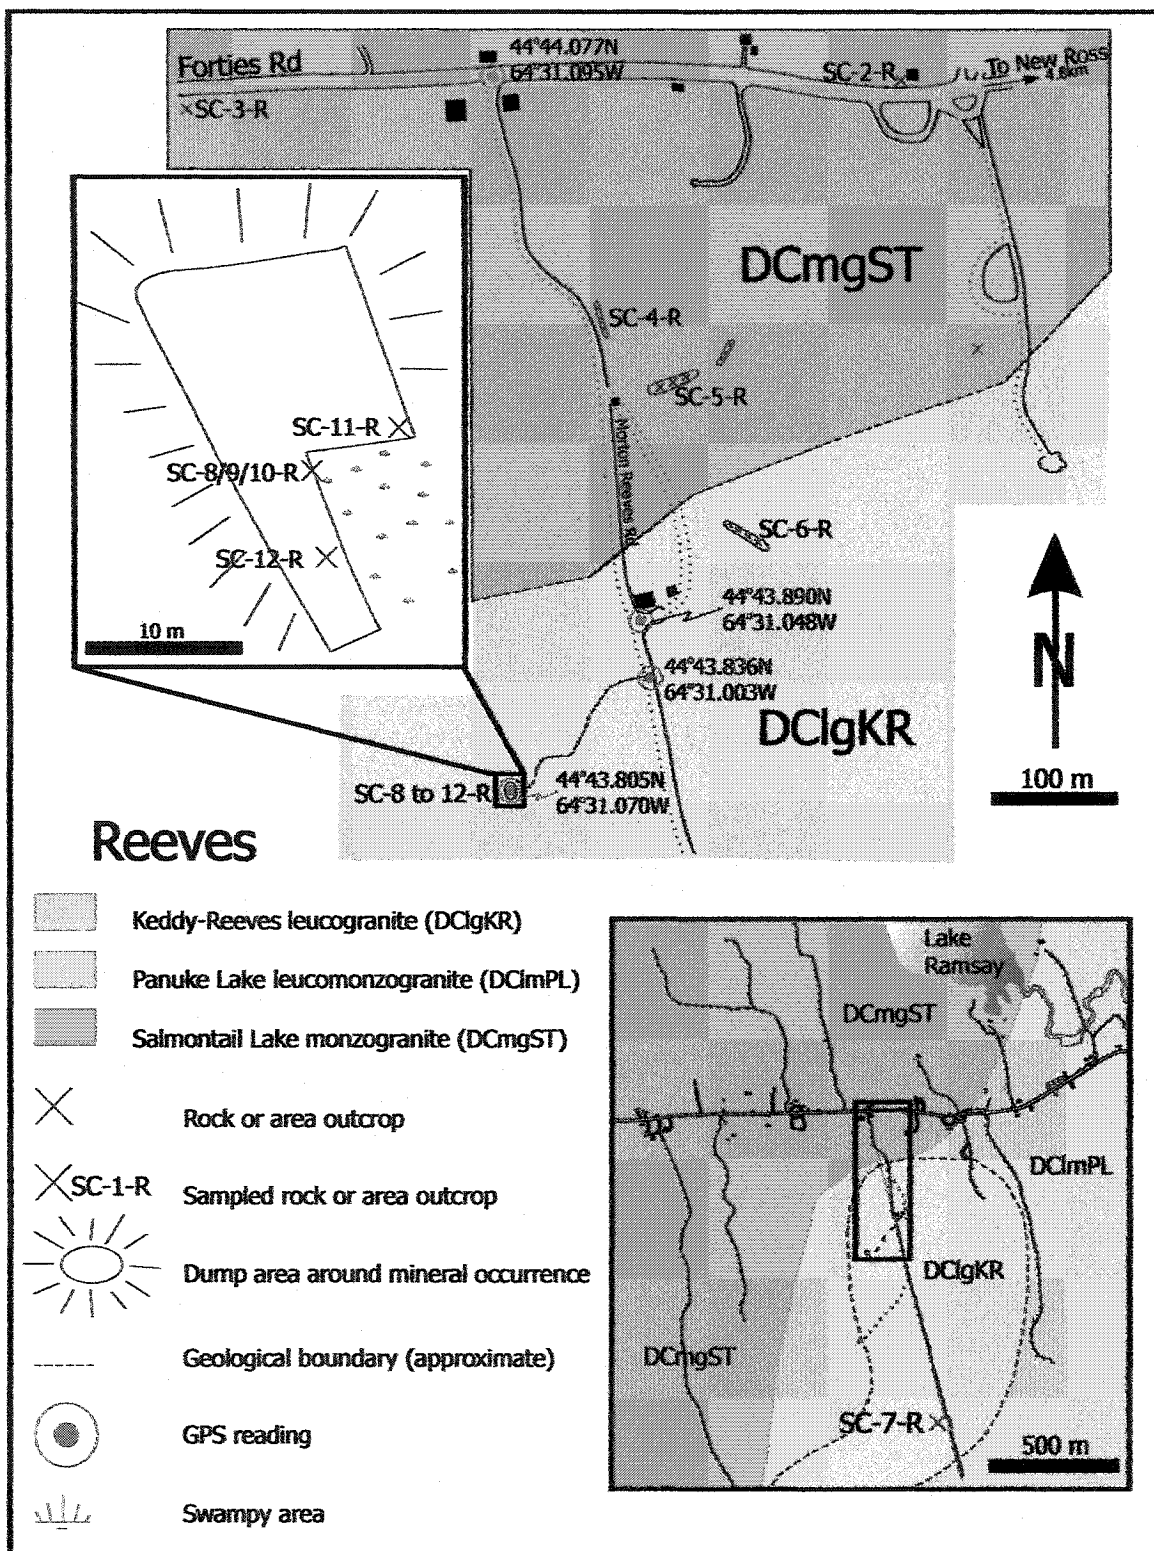 Forties Rd
44°44.077N
64°31.095W
SC-2-R
To New Ross
4.8km
SC-3-R
DCmgST
SC-4-R
SC-5-R
Morton Reeves Rd
SC-11-R
SC-8/9/10-R
SC-12-R
10 m
SC-6-R
44°43.890N
64°31.048W
44°43.836N
64°31.003W
N
DClgKR
100 m
SC-8 to 12-R
44°43.805N
64°31.070W
Reeves
Keddy-Reeves leucogranite (DClgKR)
Panuke Lake leucomonzogranite (DClmPL)
Salmontail Lake monzogranite (DCmgST)
Rock or area outcrop
SC-1-R
Sampled rock or area outcrop
Dump area around mineral occurrence
Geological boundary (approximate)
GPS reading
Swampy area
Lake
Ramsay
DCmgST
DClmPL
DClgKR
DCmgST
SC-7-R
500 m